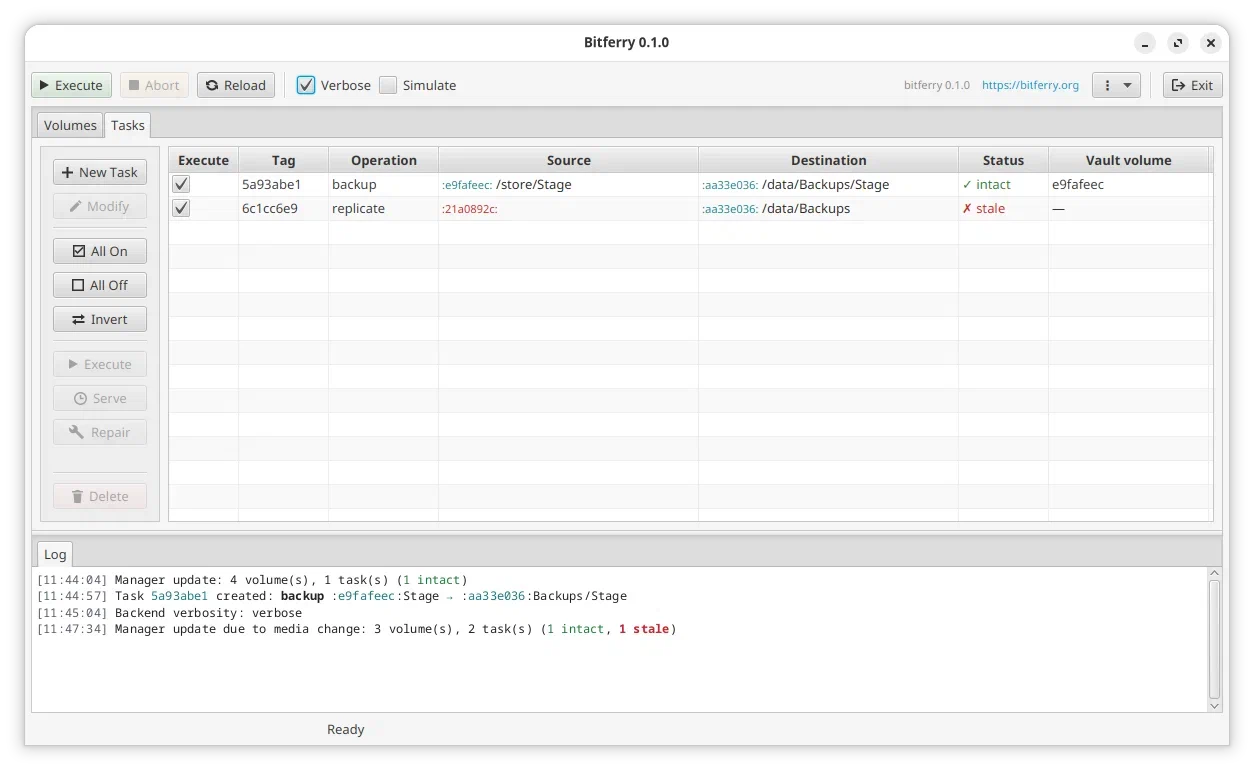 Bitferry 0.1.0
Execute Abort Reload Verbose Simulate bitferry 0.1.0 https://bitferry.org Exit
Volumes Tasks
New Task
Modify
All On
All Off
Invert
Execute
Serve
Repair
Delete
Execute Tag Operation Source Destination Status Vault volume
5a93abe1 backup :e9fafeec: /store/Stage :aa33e036: /data/Backups/Stage ✓ intact e9fafeec
6c1cc6e9 replicate :21a0892c: :aa33e036: /data/Backups ✗ stale —
Log
[11:44:04] Manager update: 4 volume(s), 1 task(s) (1 intact)
[11:44:57] Task 5a93abe1 created: backup :e9fafeec:Stage → :aa33e036:Backups/Stage
[11:45:04] Backend verbosity: verbose
[11:47:34] Manager update due to media change: 3 volume(s), 2 task(s) (1 intact, 1 stale)
Ready